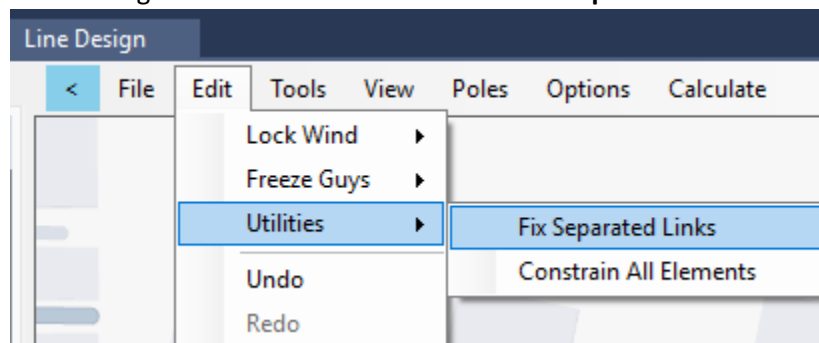 Line Design
< File Edit Tools View Poles Options Calculate
Lock Wind
Freeze Guys
Utilities
Fix Separated Links
Constrain All Elements
Undo
Redo